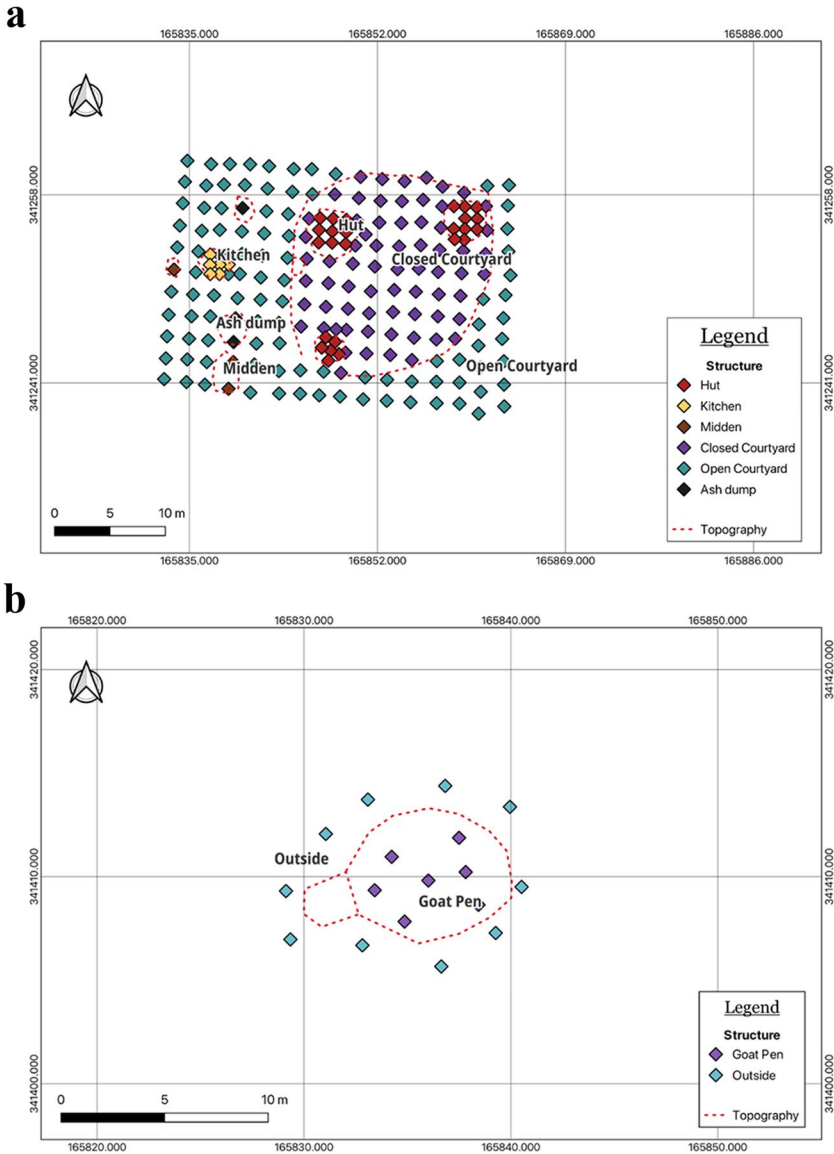 a
165835.000 165852.000 165869.000 165886.000
341258.000 341258.000
Hut
Kitchen Closed Courtyard
Ash dump
Midden Open Courtyard
341241.000 341241.000
Legend
Structure
Hut
Kitchen
Midden
Closed Courtyard
Open Courtyard
Ash dump
Topography
0 5 10 m
165835.000 165852.000 165869.000 165886.000
b
165820.000 165830.000 165840.000 165850.000
341420.000 341420.000
Outside
341410.000 341410.000
Goat Pen
Legend
Structure
Goat Pen
Outside
Topography
341400.000 341400.000
0 5 10 m
165820.000 165830.000 165840.000 165850.000